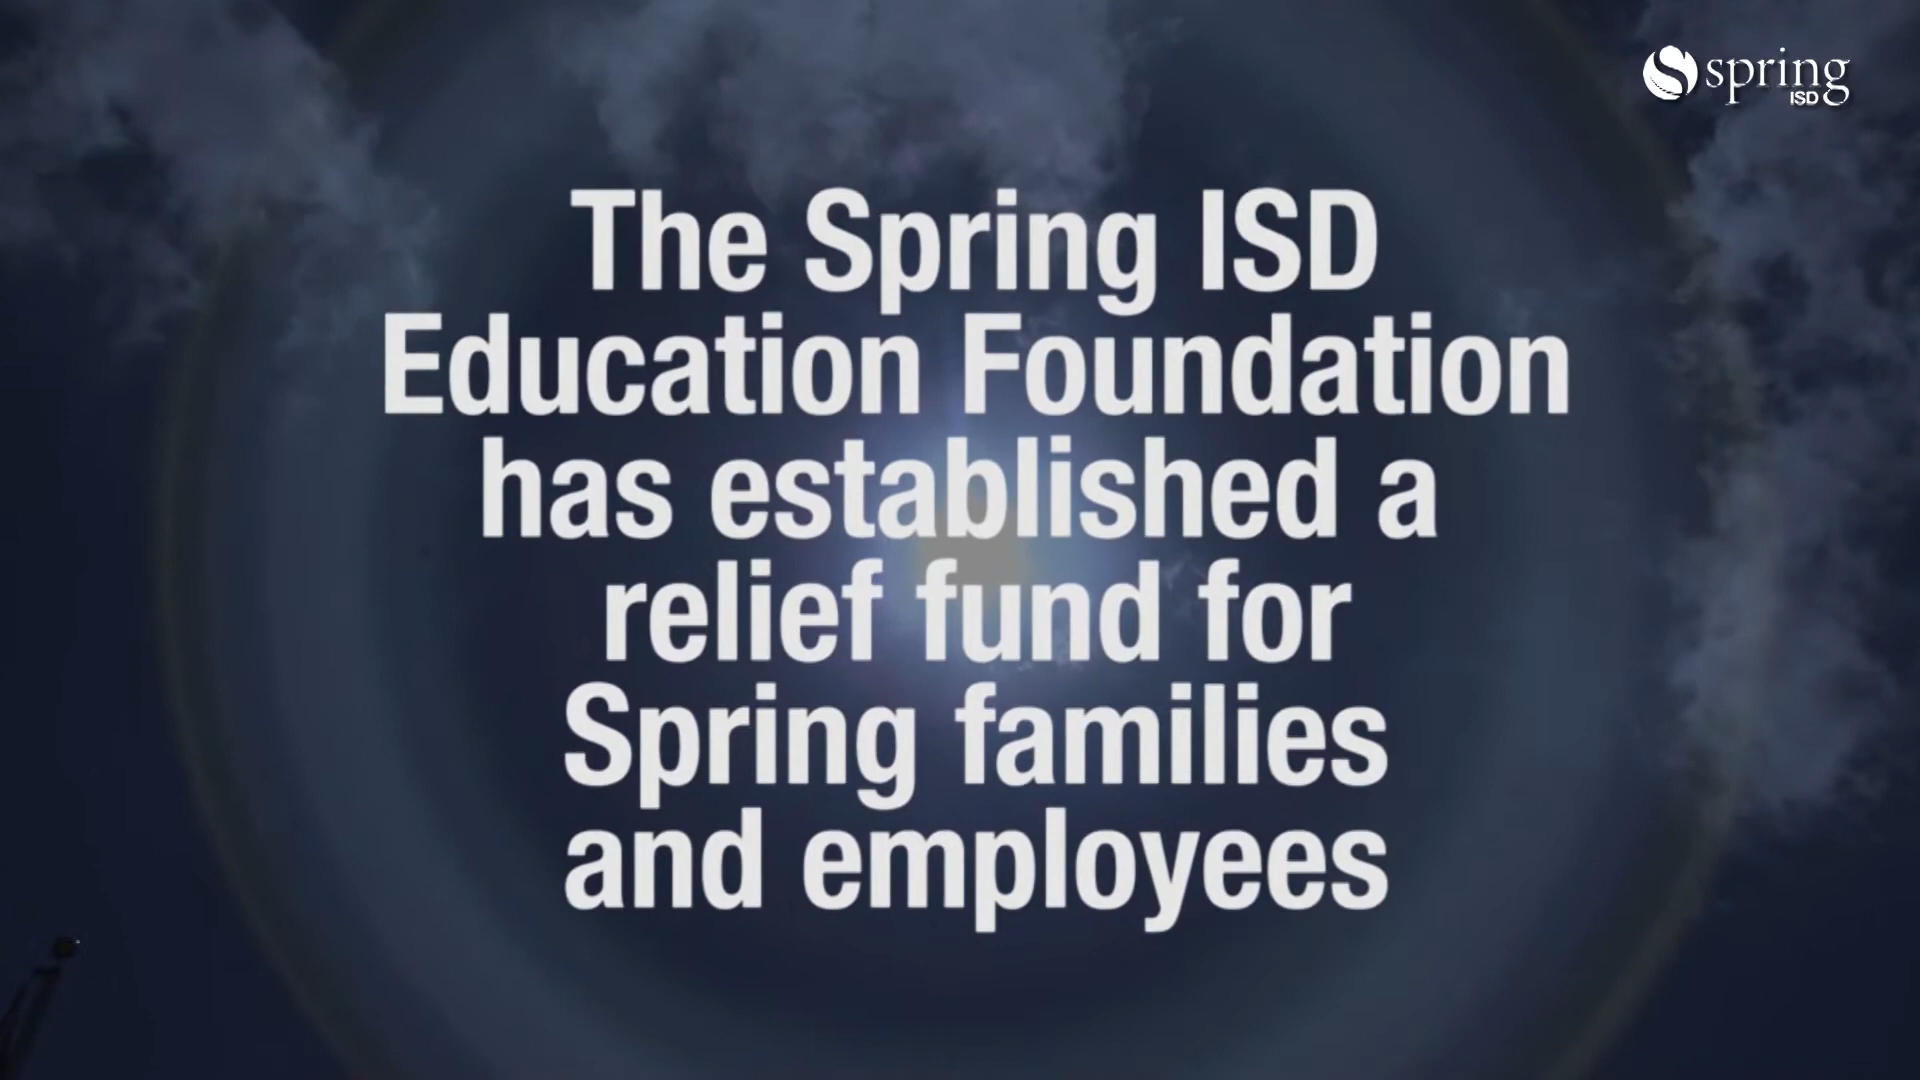 spring
ISD
The Spring ISD
Education Foundation
has established a
relief fund for
Spring families
and employees